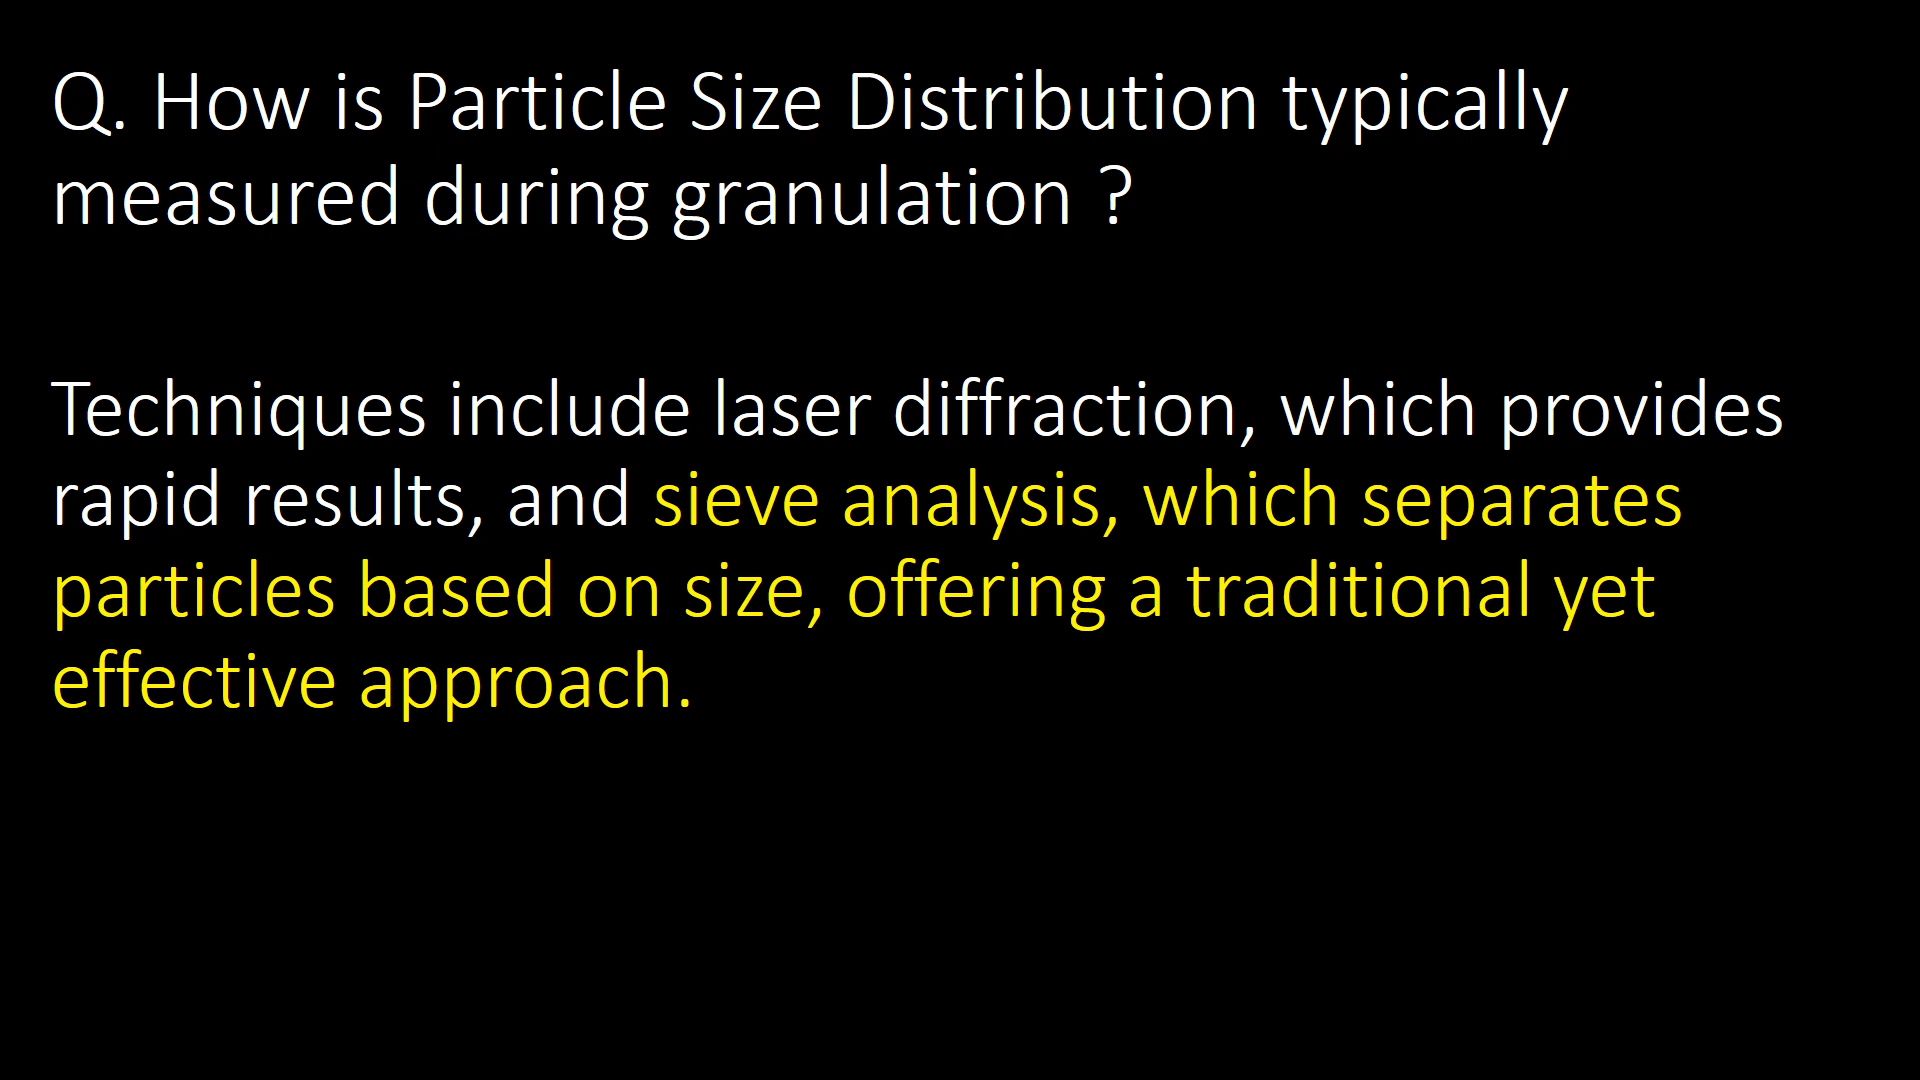 Q. How is Particle Size Distribution typically
measured during granulation ?
Techniques include laser diffraction, which provides
rapid results, and sieve analysis, which separates
particles based on size, offering a traditional yet
effective approach.